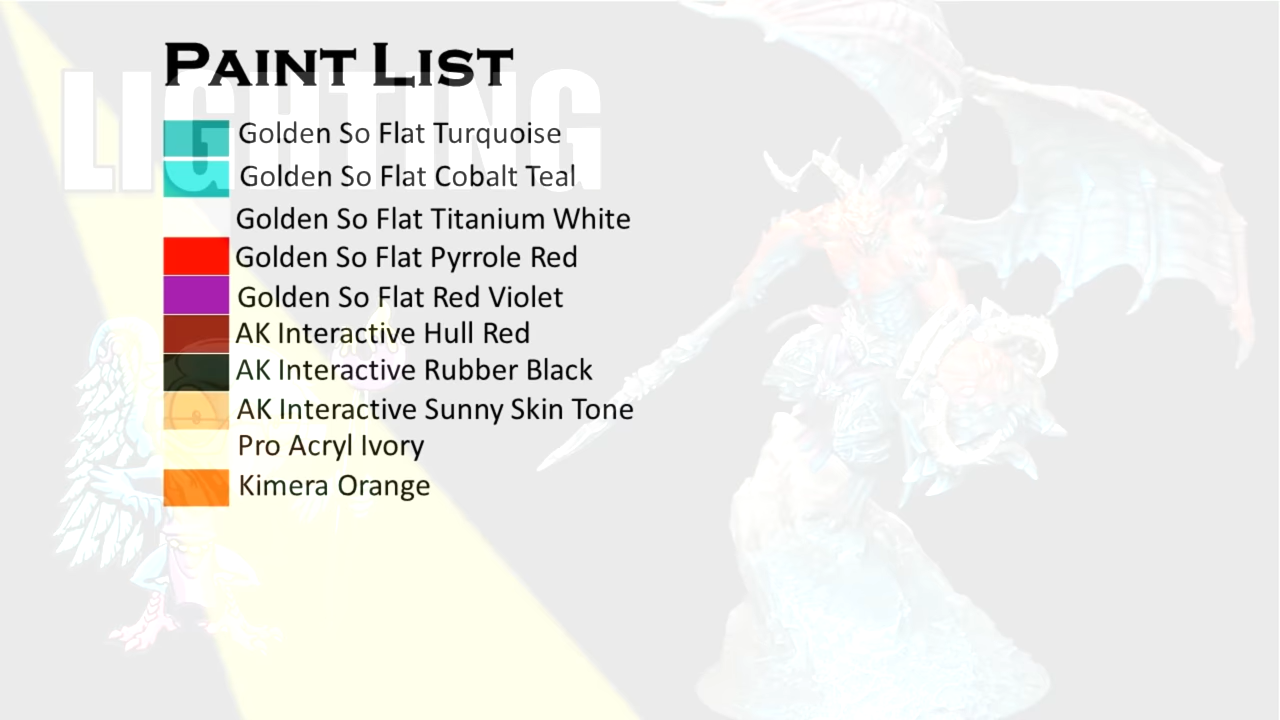 PAINT LIST
LIGHTING
Golden So Flat Turquoise
Golden So Flat Cobalt Teal
Golden So Flat Titanium White
Golden So Flat Pyrrole Red
Golden So Flat Red Violet
AK Interactive Hull Red
AK Interactive Rubber Black
AK Interactive Sunny Skin Tone
Pro Acryl Ivory
Kimera Orange